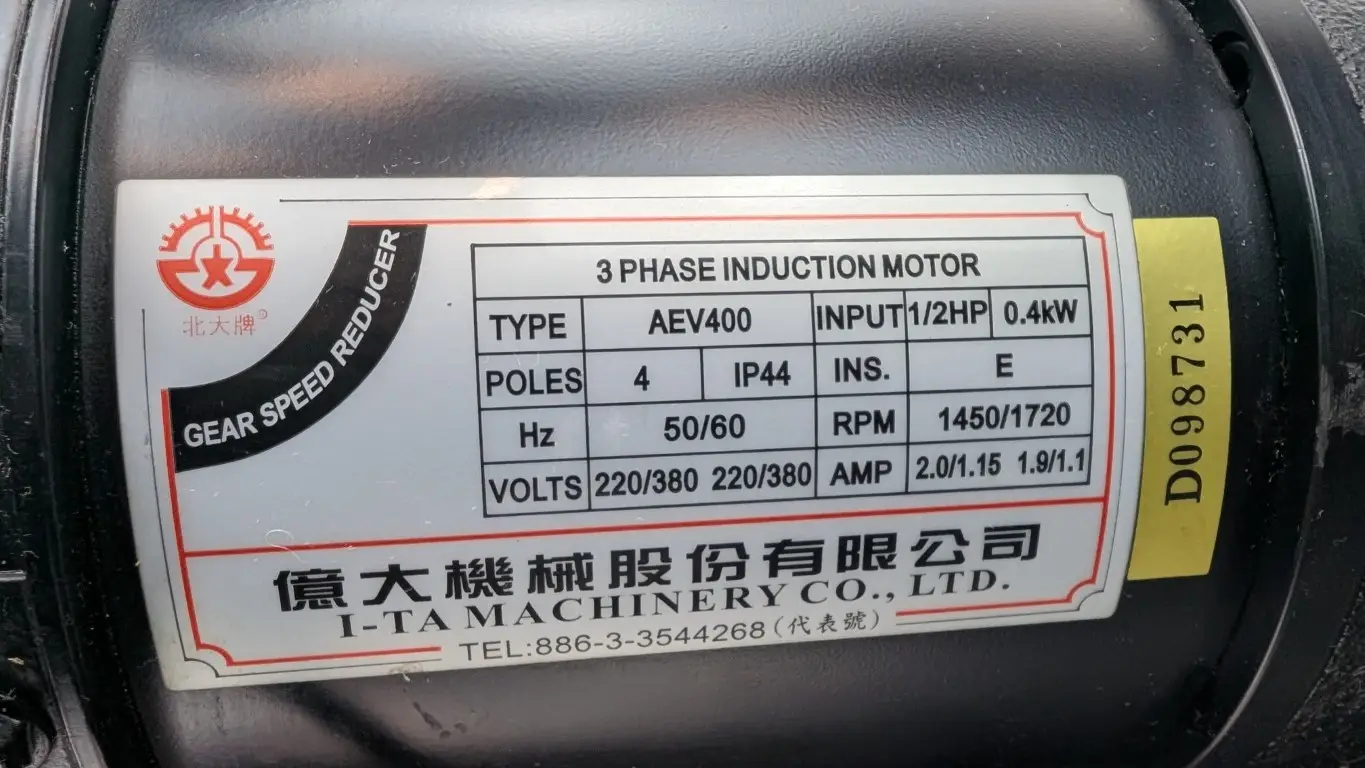 北大牌®
GEAR SPEED REDUCER
3 PHASE INDUCTION MOTOR
TYPE AEV400 INPUT 1/2HP 0.4kW
POLES 4 IP44 INS. E
Hz 50/60 RPM 1450/1720
VOLTS 220/380 220/380 AMP 2.0/1.15 1.9/1.1
億大機械股份有限公司
I-TA MACHINERY CO., LTD.
TEL:886-3-3544268(代表號)
D098731